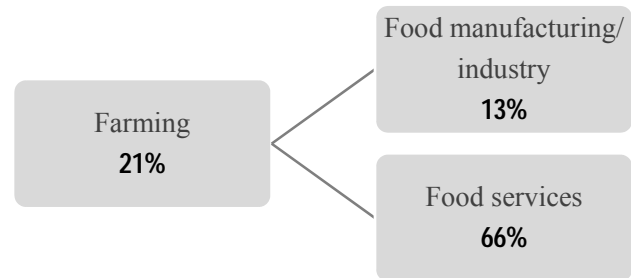 Farming
21%
Food manufacturing/
industry
13%
Food services
66%